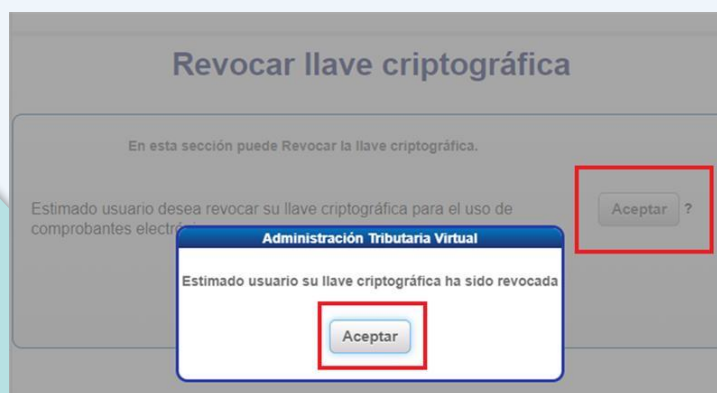 Revocar llave criptográfica
En esta sección puede Revocar la llave criptográfica.
Estimado usuario desea revocar su llave criptográfica para el uso de
comprobantes
Aceptar ?
Administración Tributaria Virtual
Estimado usuario su llave criptográfica ha sido revocada
Aceptar